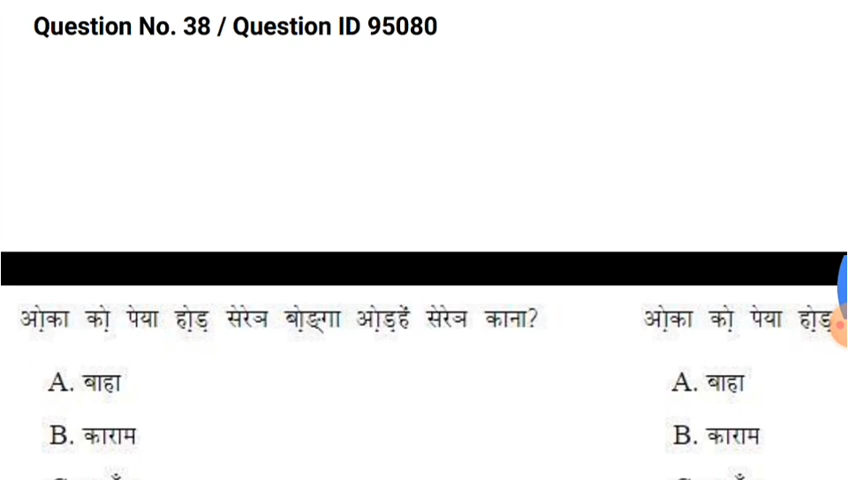 Question No. 38 / Question ID 95080
ओ़का को़ पेया हो़ड़ सेरेञ बो़ङ्गा ओ़ड़हें सेरेञ काना?
A. बाहा
B. काराम
ओ़का को़ पेया हो़ड़
A. बाहा
B. काराम